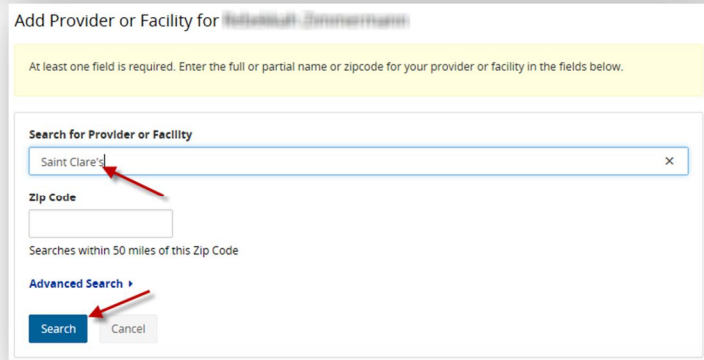 Add Provider or Facility for
At least one field is required. Enter the full or partial name or zipcode for your provider or facility in the fields below.
Search for Provider or Facility
Saint Clare's
Zip Code
Searches within 50 miles of this Zip Code
Advanced Search
Search Cancel